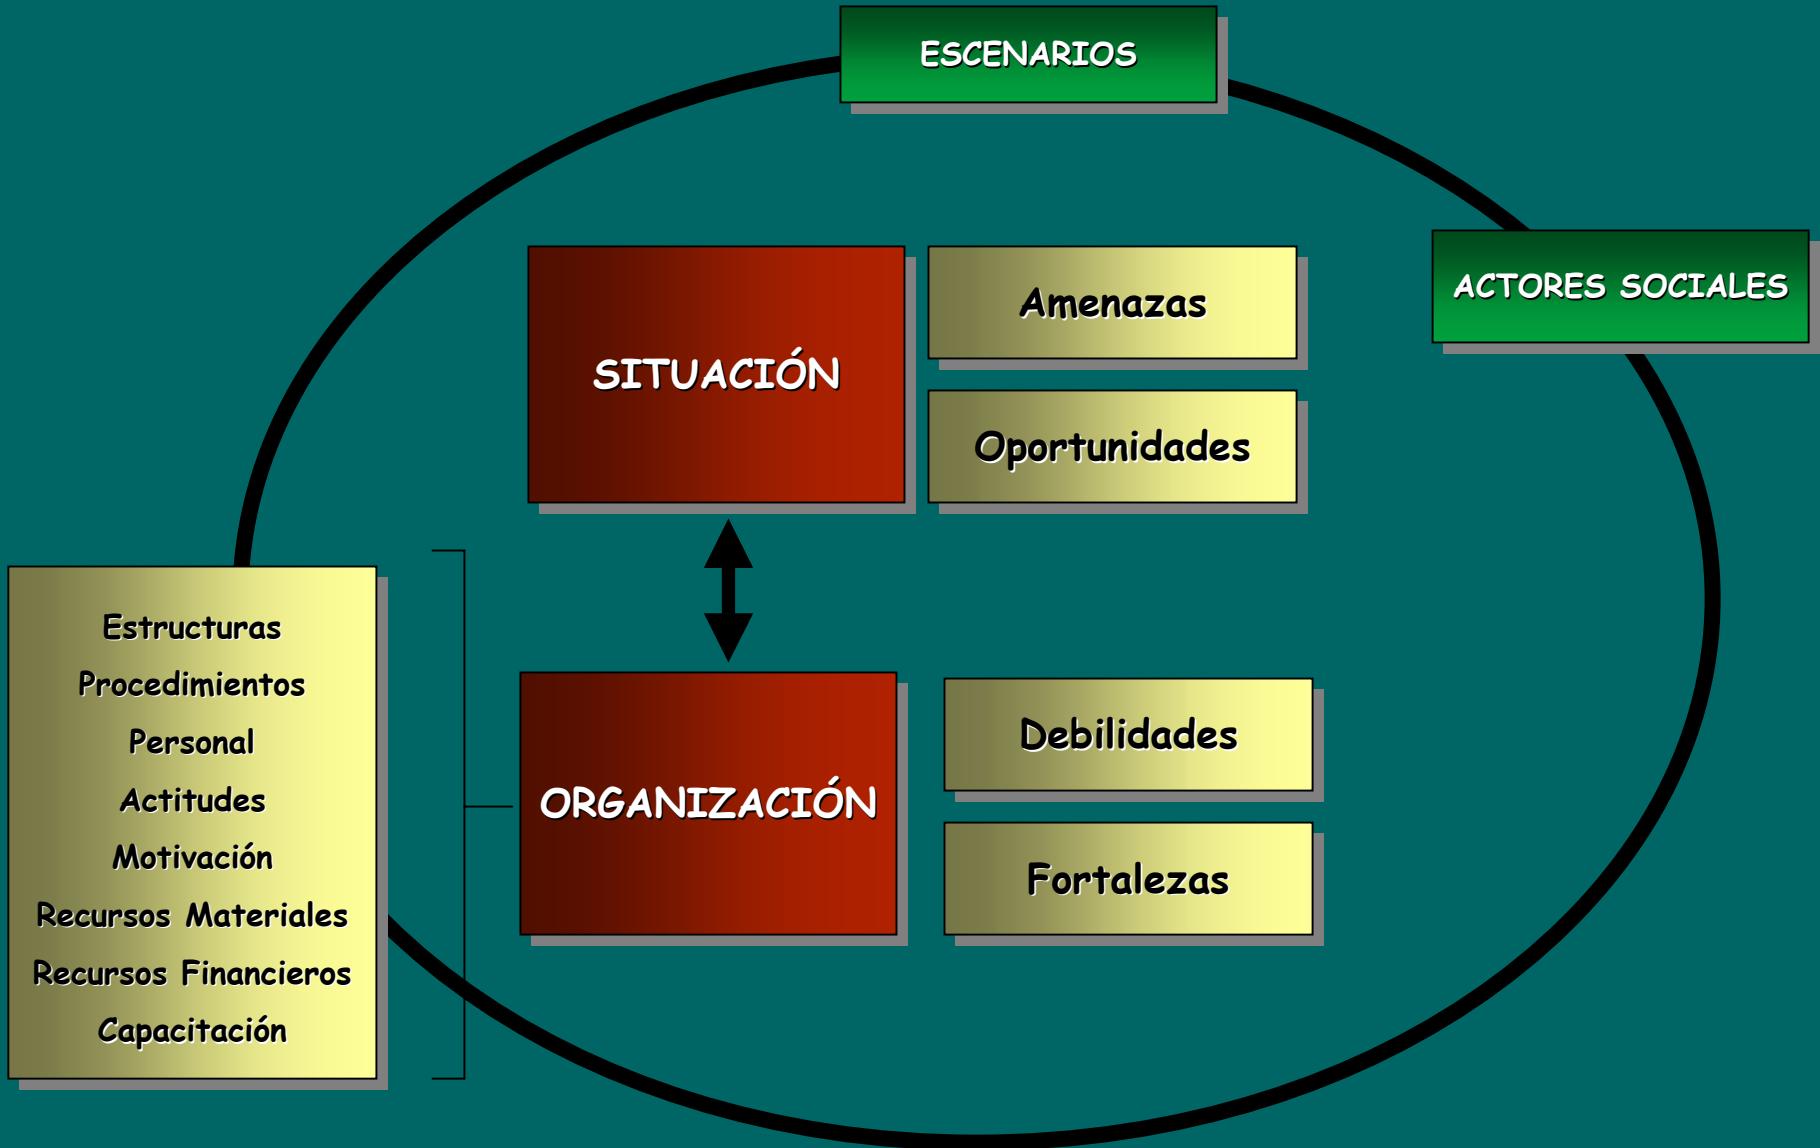 ESCENARIOS
ACTORES SOCIALES
SITUACIÓN
Amenazas
Oportunidades
Estructuras
Procedimientos
Personal
Actitudes
Motivación
Recursos Materiales
Recursos Financieros
Capacitación
ORGANIZACIÓN
Debilidades
Fortalezas